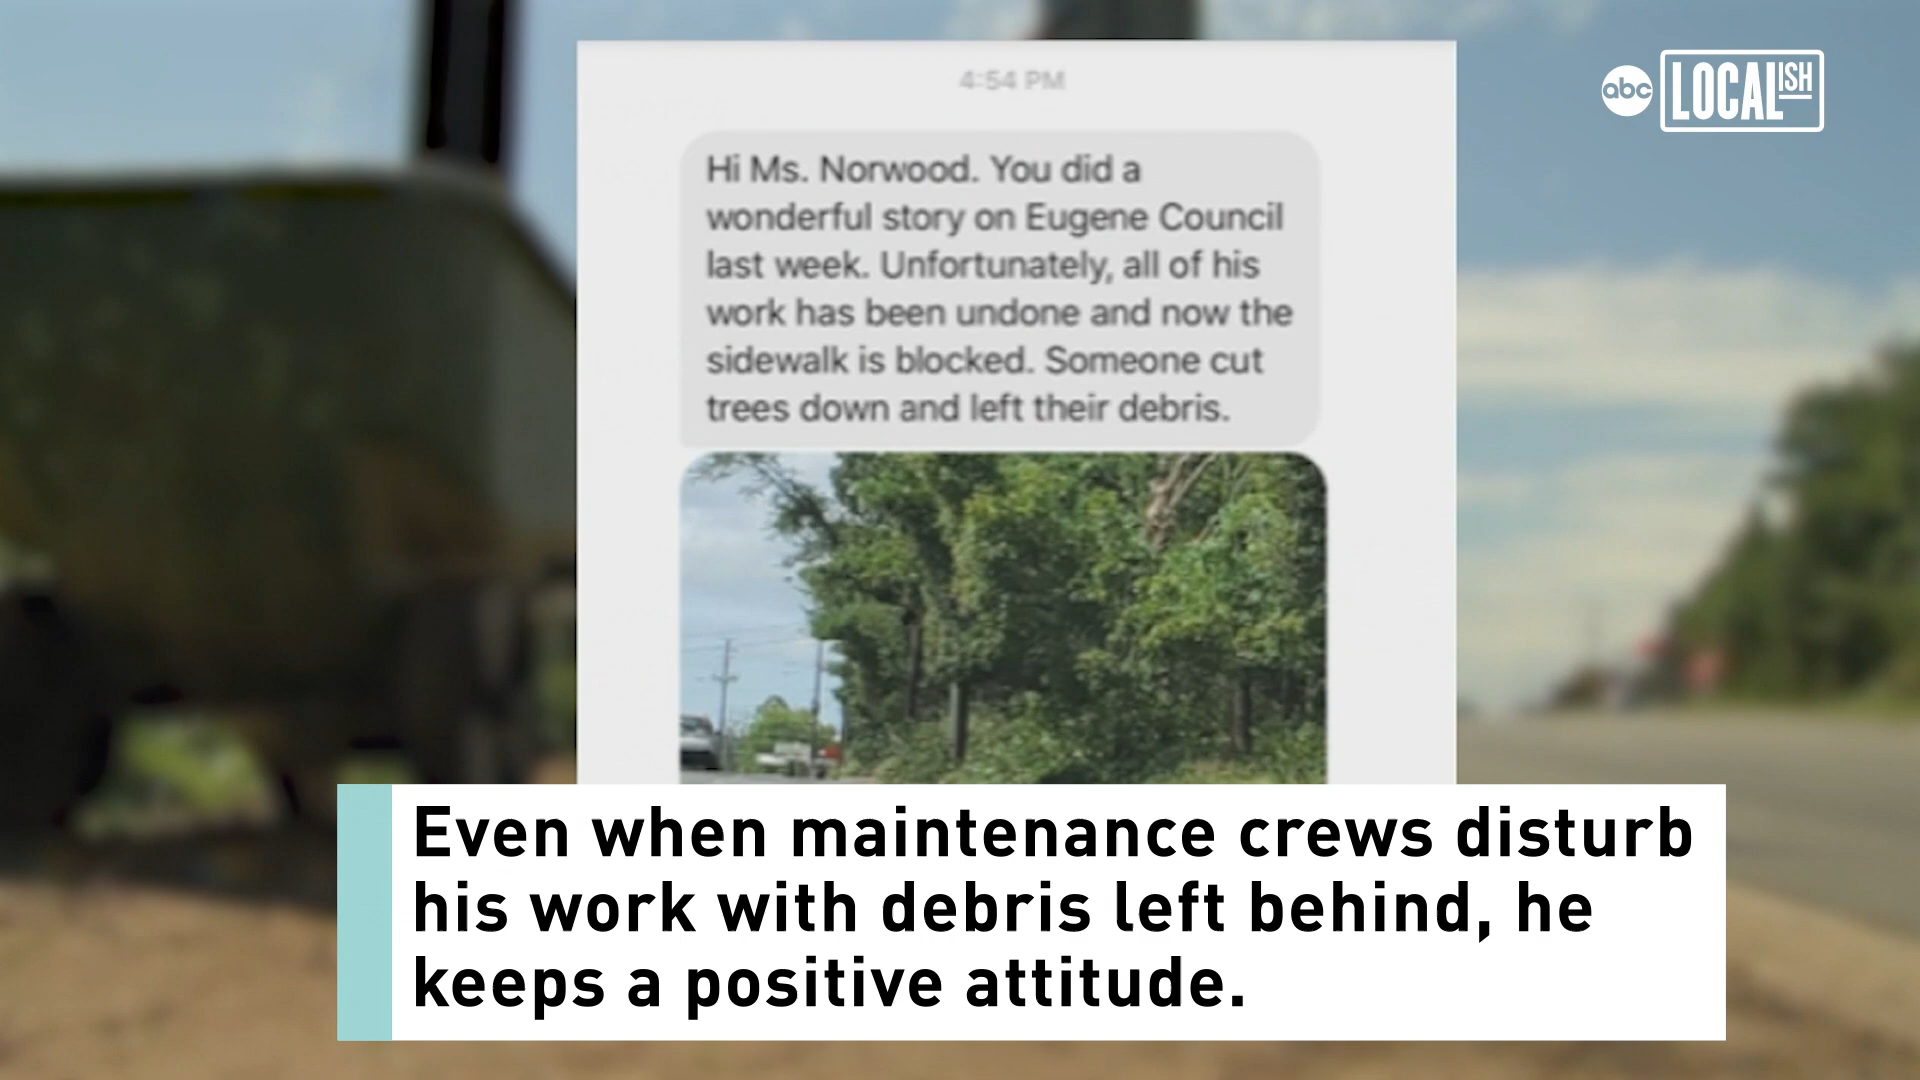 4:54 PM
abc LOCALISH
Hi Ms. Norwood. You did a
wonderful story on Eugene Council
last week. Unfortunately, all of his
work has been undone and now the
sidewalk is blocked. Someone cut
trees down and left their debris.
Even when maintenance crews disturb
his work with debris left behind, he
keeps a positive attitude.